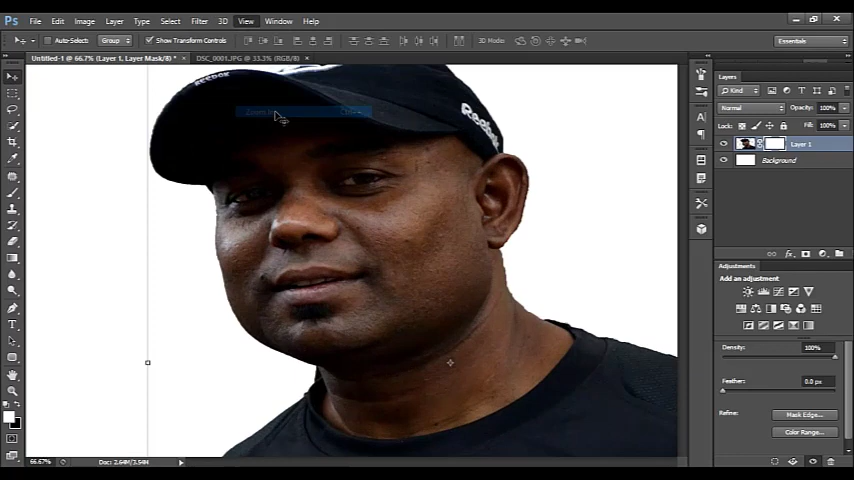 Ps File Edit Image Layer Type Select Filter 3D View Window Help
Auto-Select: Group Show Transform Controls 3D Mode: Essentials
Untitled-1 @ 66.7% (Layer 1, Layer Mask/8) * × DSC_0001.JPG @ 33.3% (RGB/8) ×
Zoom
REEBOK
Reebok
Layers
Kind
Normal Opacity: 100%
Lock: Fill: 100%
Layer 1
Background
fx
Adjustments
Add an adjustment
Density: 100%
Feather: 0.0 px
Refine: Mask Edge...
Color Range...
66.67% Doc: 2.64M/3.54M